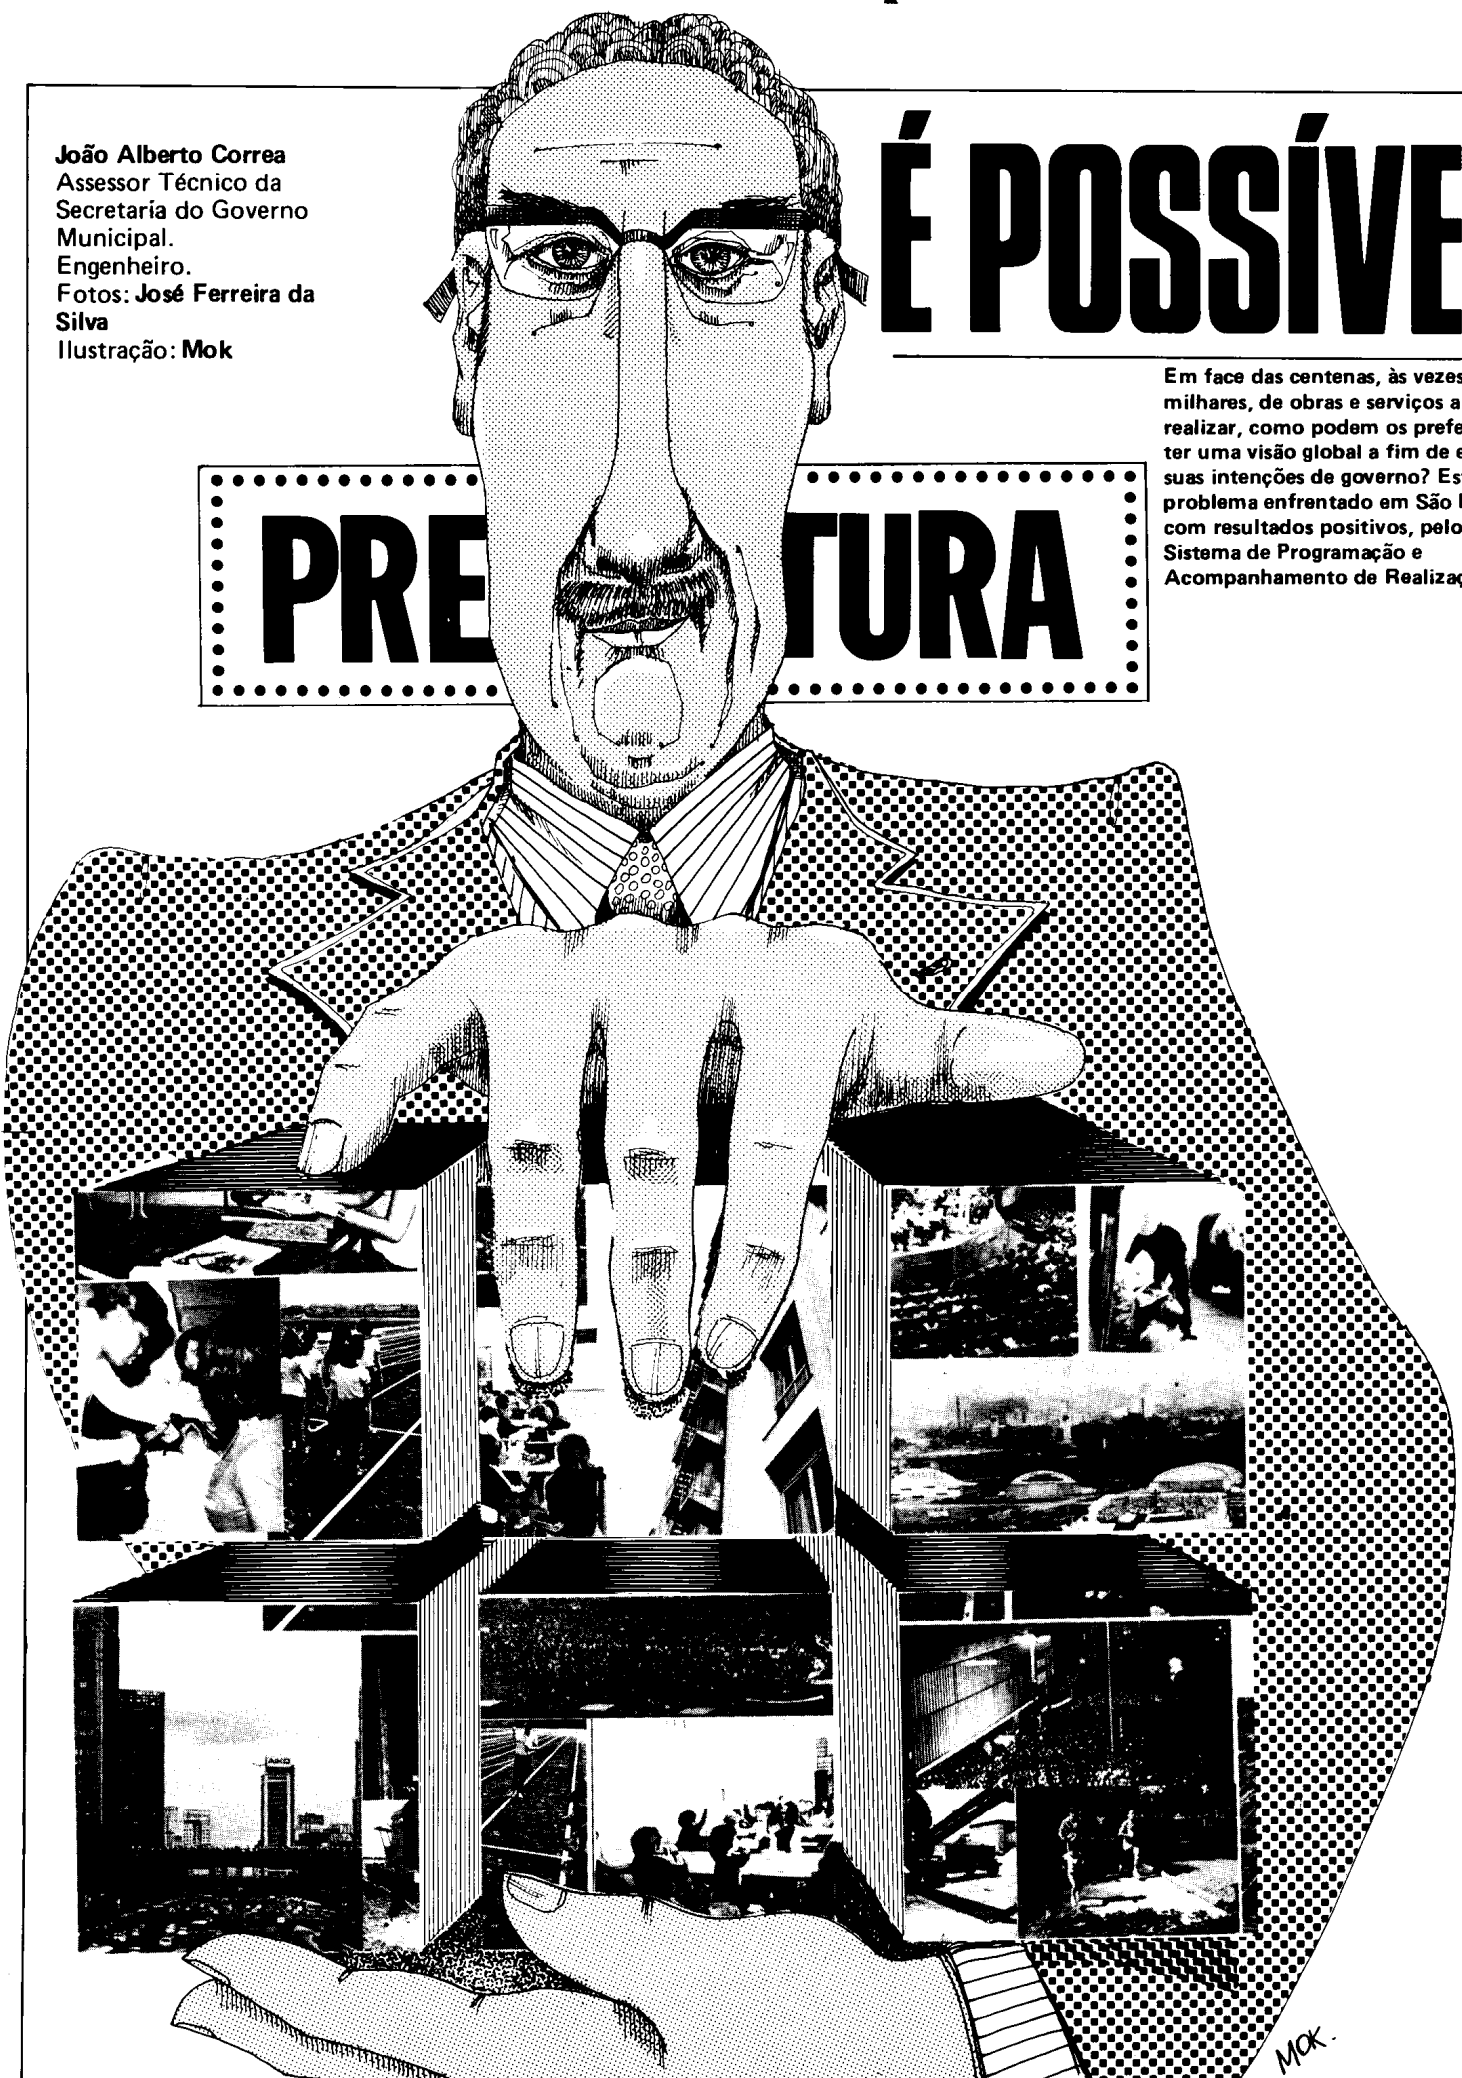 João Alberto Correa
Assessor Técnico da
Secretaria do Governo
Municipal.
Engenheiro.
Fotos: José Ferreira da
Silva
Ilustração: Mok
É POSSÍVE
Em face das centenas, às vezes
milhares, de obras e serviços a
realizar, como podem os prefe
ter uma visão global a fim de e
suas intenções de governo? Es
problema enfrentado em São
com resultados positivos, pelo
Sistema de Programação e
Acompanhamento de Realiza
PRE TURA
AIKO
MOK.